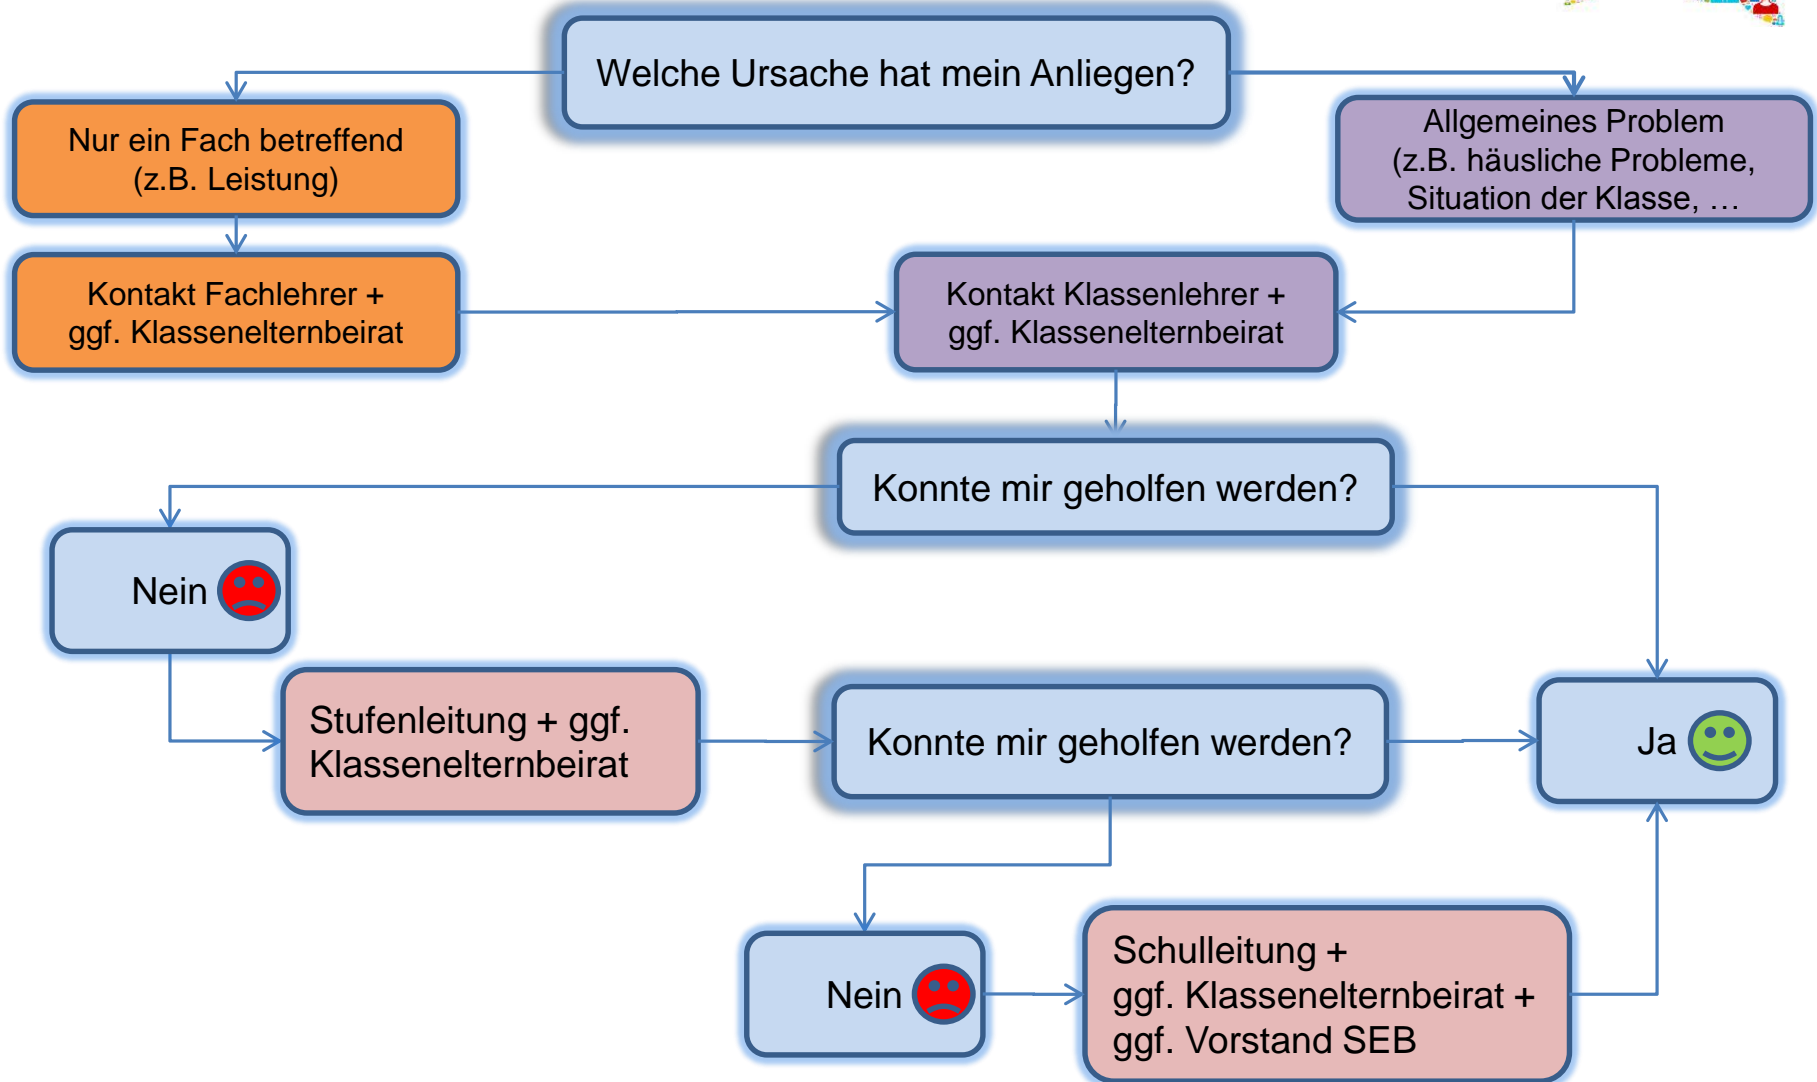 Welche Ursache hat mein Anliegen?
Nur ein Fach betreffend
(z.B. Leistung)
Allgemeines Problem
(z.B. häusliche Probleme,
Situation der Klasse, …
Kontakt Fachlehrer +
ggf. Klassenelternbeirat
Kontakt Klassenlehrer +
ggf. Klassenelternbeirat
Konnte mir geholfen werden?
Nein
Stufenleitung + ggf.
Klassenelternbeirat
Konnte mir geholfen werden?
Ja
Nein
Schulleitung +
ggf. Klassenelternbeirat +
ggf. Vorstand SEB